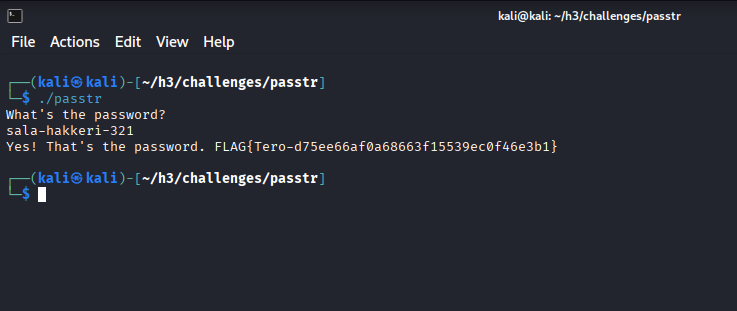 kali@kali: ~/h3/challenges/passtr
File Actions Edit View Help
┌──(kali㉿kali)-[~/h3/challenges/passtr]
└─$ ./passtr
What's the password?
sala-hakkeri-321
Yes! That's the password. FLAG{Tero-d75ee66af0a68663f15539ec0f46e3b1}
┌──(kali㉿kali)-[~/h3/challenges/passtr]
└─$